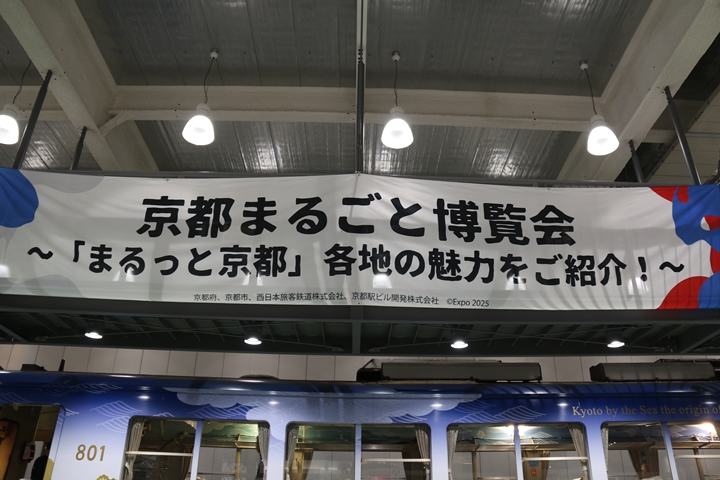 京都まるごと博覧会
～「まるっと京都」各地の魅力をご紹介！～
京都府、京都市、西日本旅客鉄道株式会社、京都駅ビル開発株式会社 ©Expo 2025
Kyoto by the Sea the origin of
801